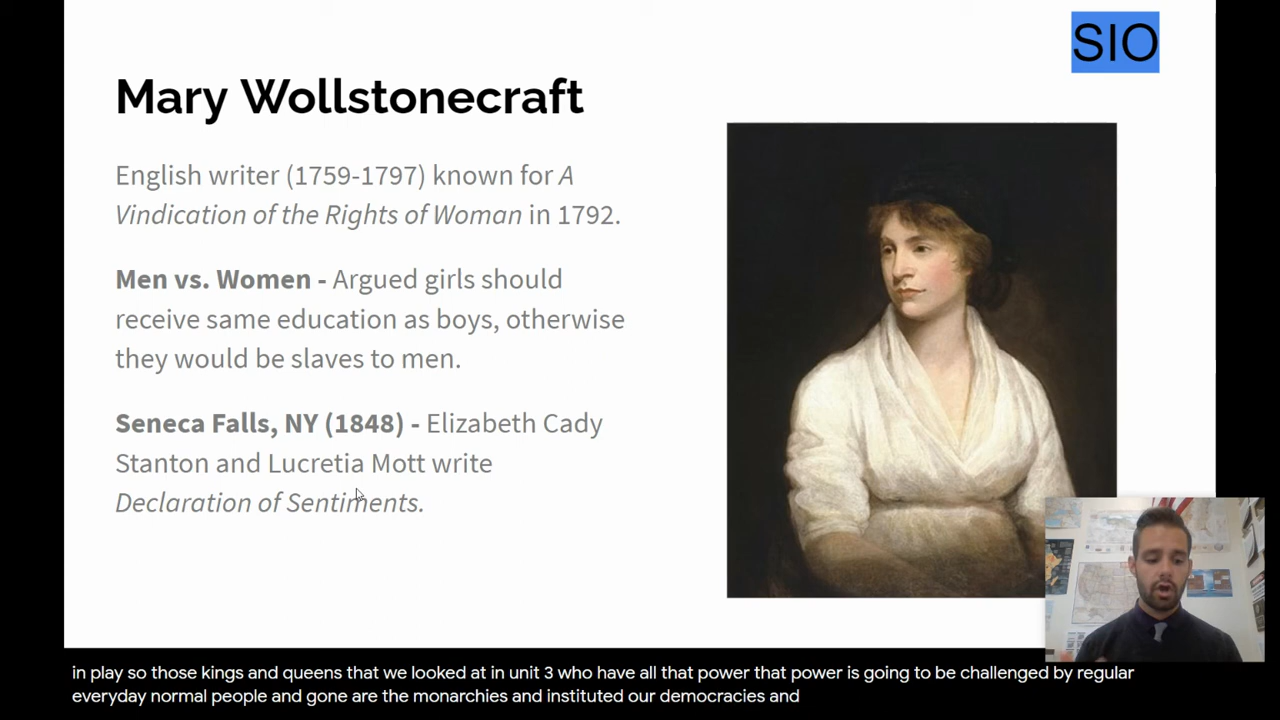 SIO
Mary Wollstonecraft
English writer (1759-1797) known for A
Vindication of the Rights of Woman in 1792.
Men vs. Women - Argued girls should
receive same education as boys, otherwise
they would be slaves to men.
Seneca Falls, NY (1848) - Elizabeth Cady
Stanton and Lucretia Mott write
Declaration of Sentiments.
in play so those kings and queens that we looked at in unit 3 who have all that power that power is going to be challenged by regular
everyday normal people and gone are the monarchies and instituted our democracies and